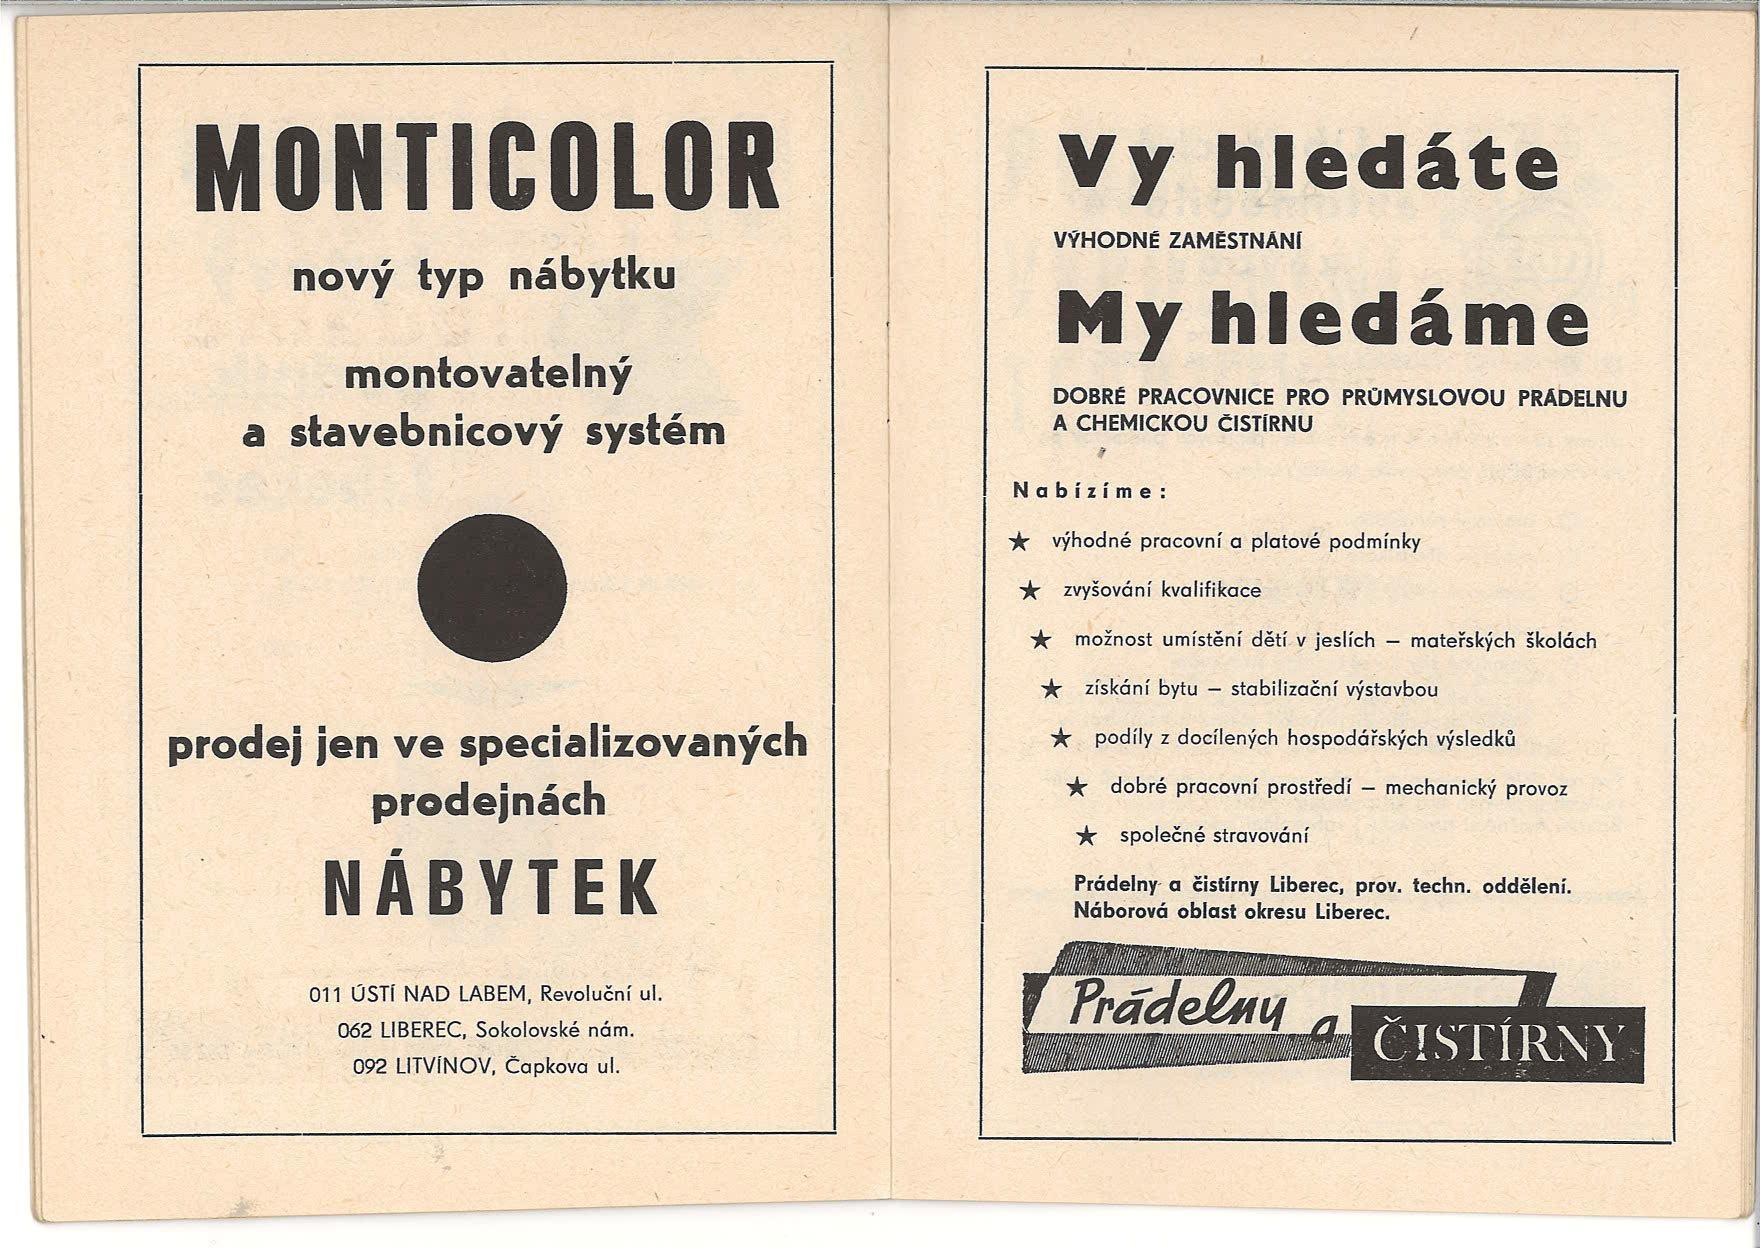 MONTICOLOR
nový typ nábytku
montovatelný
a stavebnicový systém
prodej jen ve specializovaných
prodejnách
NÁBYTEK
011 ÚSTÍ NAD LABEM, Revoluční ul.
062 LIBEREC, Sokolovské nám.
092 LITVÍNOV, Čapkova ul.
Vy hledáte
VÝHODNÉ ZAMĚSTNÁNÍ
My hledáme
DOBRÉ PRACOVNICE PRO PRŮMYSLOVOU PRÁDELNU
A CHEMICKOU ČISTÍRNU
Nabízíme:
★ výhodné pracovní a platové podmínky
★ zvyšování kvalifikace
★ možnost umístění dětí v jeslích – mateřských školách
★ získání bytu – stabilizační výstavbou
★ podíly z docílených hospodářských výsledků
★ dobré pracovní prostředí – mechanický provoz
★ společné stravování
Prádelny a čistírny Liberec, prov. techn. oddělení.
Náborová oblast okresu Liberec.
Prádelny a ČISTÍRNY